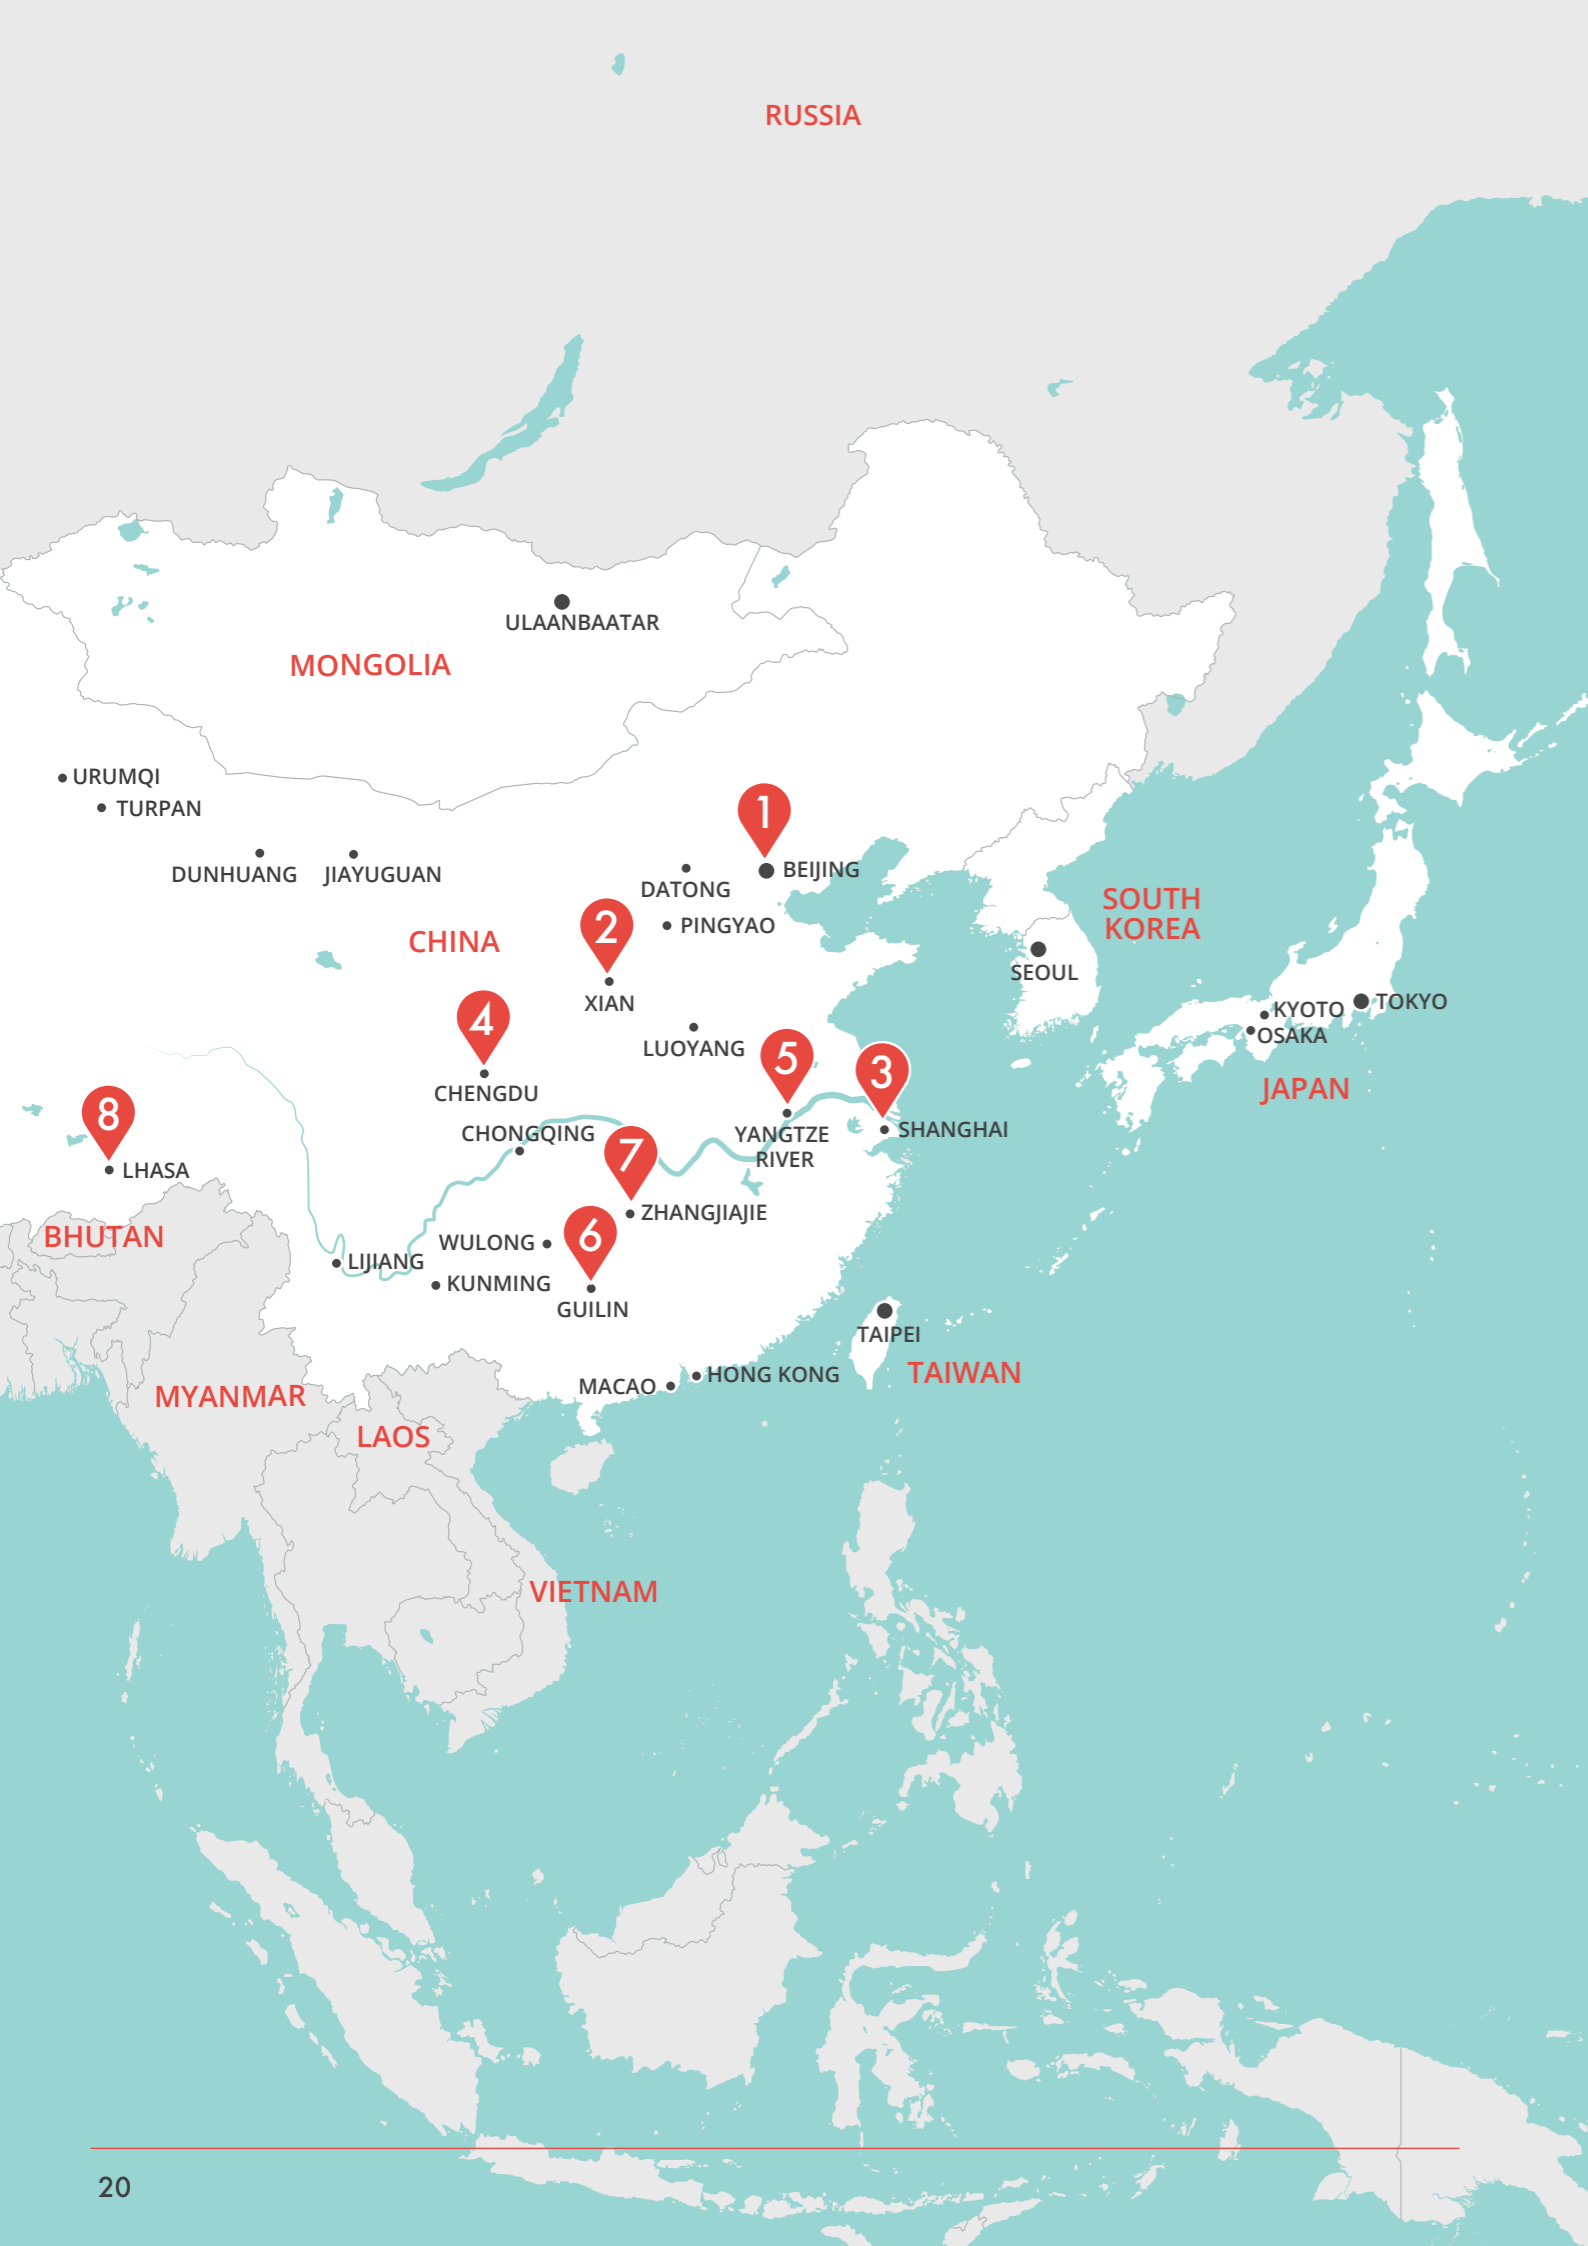 RUSSIA
ULAANBAATAR
MONGOLIA
URUMQI
TURPAN
1
DUNHUANG
JIAYUGUAN
DATONG
BEIJING
2
PINGYAO
CHINA
SOUTH
KOREA
SEOUL
XIAN
4
KYOTO
TOKYO
OSAKA
LUOYANG
5
3
CHENGDU
JAPAN
8
CHONGQING
YANGTZE
RIVER
SHANGHAI
7
LHASA
ZHANGJIAJIE
BHUTAN
6
WULONG
LIJIANG
KUNMING
GUILIN
TAIPEI
TAIWAN
HONG KONG
MACAO
MYANMAR
LAOS
VIETNAM
20